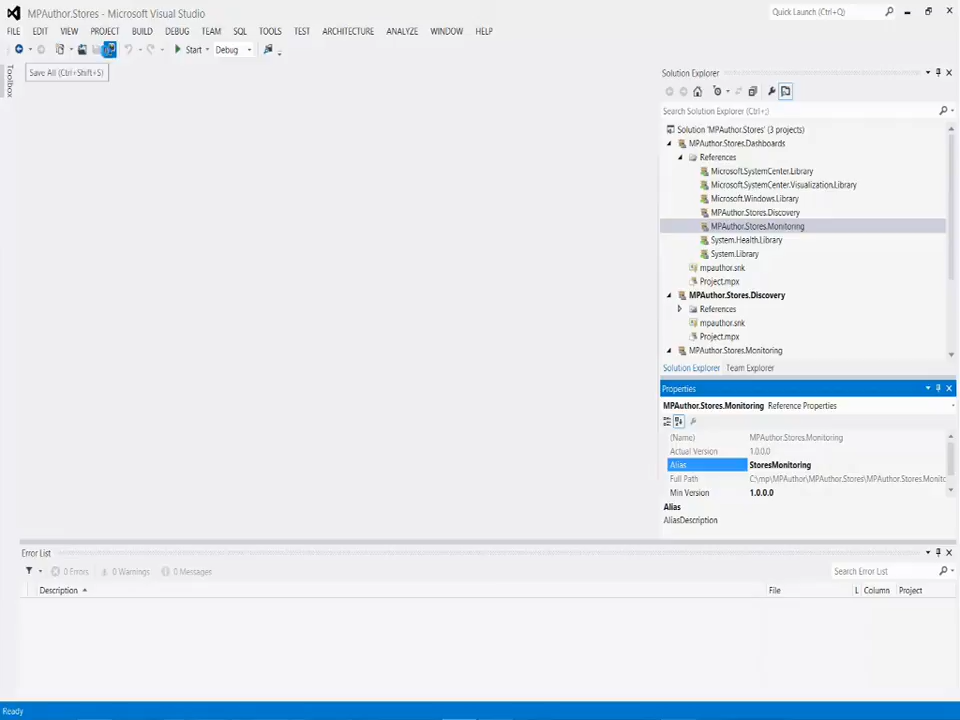 MPAuthor.Stores - Microsoft Visual Studio
Quick Launch (Ctrl+Q)
FILE EDIT VIEW PROJECT BUILD DEBUG TEAM SQL TOOLS TEST ARCHITECTURE ANALYZE WINDOW HELP
Start Debug
Save All (Ctrl+Shift+S)
Toolbox
Solution Explorer
Search Solution Explorer (Ctrl+;)
Solution 'MPAuthor.Stores' (3 projects)
MPAuthor.Stores.Dashboards
References
Microsoft.SystemCenter.Library
Microsoft.SystemCenter.Visualization.Library
Microsoft.Windows.Library
MPAuthor.Stores.Discovery
MPAuthor.Stores.Monitoring
System.Health.Library
System.Library
mpauthor.snk
Project.mpx
MPAuthor.Stores.Discovery
References
mpauthor.snk
Project.mpx
MPAuthor.Stores.Monitoring
Solution Explorer Team Explorer
Properties
MPAuthor.Stores.Monitoring Reference Properties
(Name) MPAuthor.Stores.Monitoring
Actual Version 1.0.0.0
Alias StoresMonitoring
Full Path C:\mp\MPAuthor\MPAuthor.Stores\MPAuthor.Stores.Monitc
Min Version 1.0.0.0
Alias
AliasDescription
Error List
0 Errors 0 Warnings 0 Messages
Search Error List
Description File L Column Project
Ready